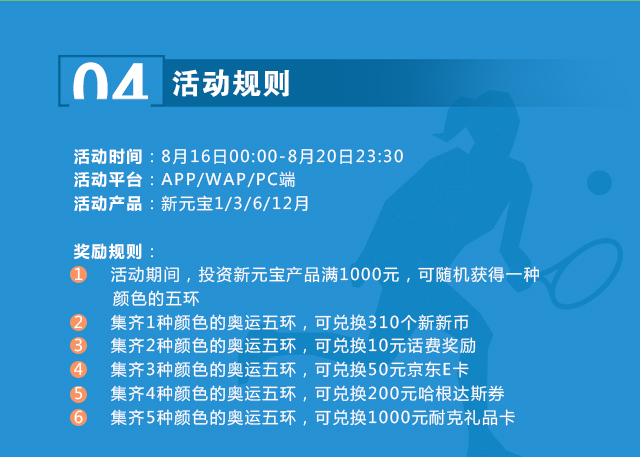 04 活动规则
活动时间：8月16日00:00-8月20日23:30
活动平台：APP/WAP/PC端
活动产品：新元宝1/3/6/12月
奖励规则：
1 活动期间，投资新元宝产品满1000元，可随机获得一种
颜色的五环
2 集齐1种颜色的奥运五环，可兑换310个新新币
3 集齐2种颜色的奥运五环，可兑换10元话费奖励
4 集齐3种颜色的奥运五环，可兑换50元京东E卡
5 集齐4种颜色的奥运五环，可兑换200元哈根达斯券
6 集齐5种颜色的奥运五环，可兑换1000元耐克礼品卡